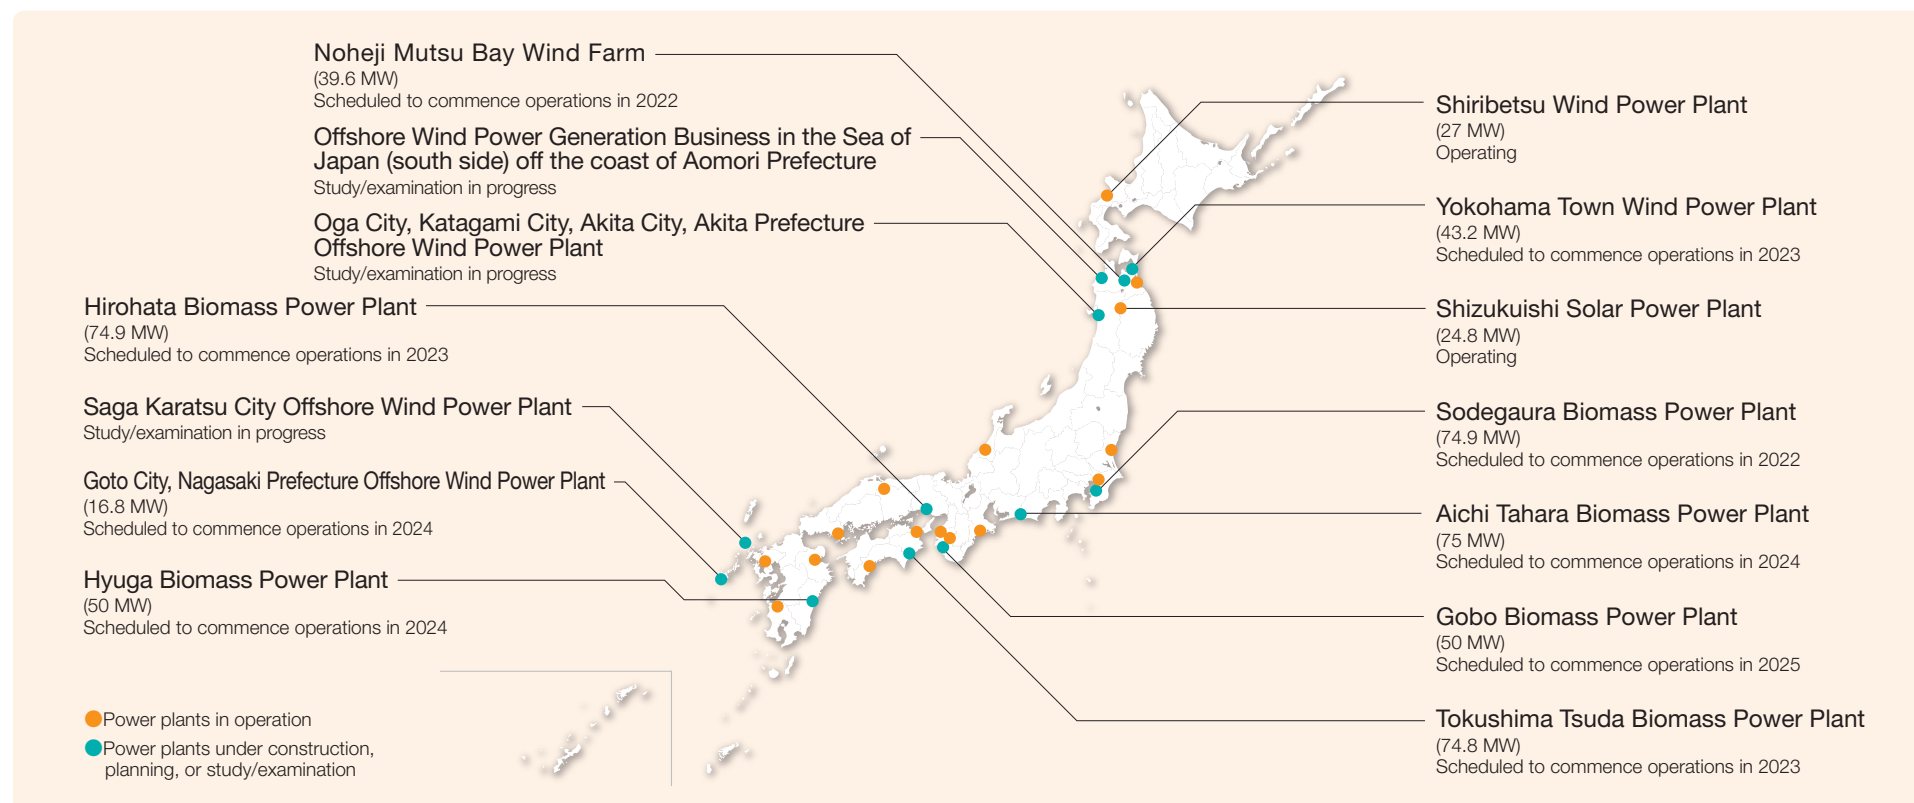 Noheji Mutsu Bay Wind Farm
(39.6 MW)
Scheduled to commence operations in 2022
Offshore Wind Power Generation Business in the Sea of
Japan (south side) off the coast of Aomori Prefecture
Study/examination in progress
Oga City, Katagami City, Akita City, Akita Prefecture
Offshore Wind Power Plant
Study/examination in progress
Hirohata Biomass Power Plant
(74.9 MW)
Scheduled to commence operations in 2023
Saga Karatsu City Offshore Wind Power Plant
Study/examination in progress
Goto City, Nagasaki Prefecture Offshore Wind Power Plant
(16.8 MW)
Scheduled to commence operations in 2024
Hyuga Biomass Power Plant
(50 MW)
Scheduled to commence operations in 2024
Power plants in operation
Power plants under construction,
planning, or study/examination
Shiribetsu Wind Power Plant
(27 MW)
Operating
Yokohama Town Wind Power Plant
(43.2 MW)
Scheduled to commence operations in 2023
Shizukuishi Solar Power Plant
(24.8 MW)
Operating
Sodegaura Biomass Power Plant
(74.9 MW)
Scheduled to commence operations in 2022
Aichi Tahara Biomass Power Plant
(75 MW)
Scheduled to commence operations in 2024
Gobo Biomass Power Plant
(50 MW)
Scheduled to commence operations in 2025
Tokushima Tsuda Biomass Power Plant
(74.8 MW)
Scheduled to commence operations in 2023